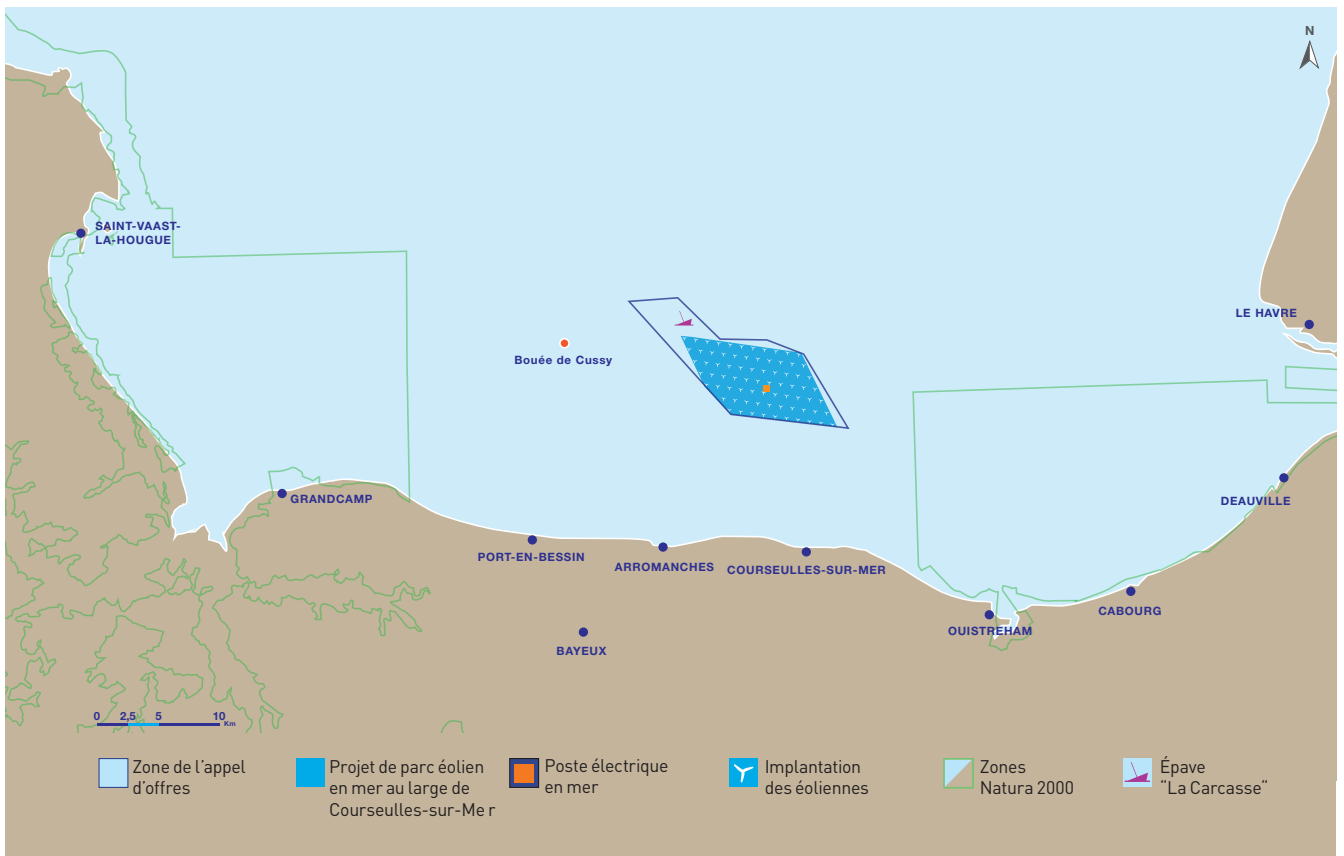 N
SAINT-VAAST-
LA-HOUGUE
LE HAVRE
Bouée de Cussy
GRANDCAMP
DEAUVILLE
PORT-EN-BESSIN
ARROMANCHES
COURSEULLES-SUR-MER
CABOURG
OUISTREHAM
BAYEUX
0 2,5 5 10
Km
Zone de l'appel
d'offres
Projet de parc éolien
en mer au large de
Courseulles-sur-Me r
Poste électrique
en mer
Implantation
des éoliennes
Zones
Natura 2000
Épave
"La Carcasse"